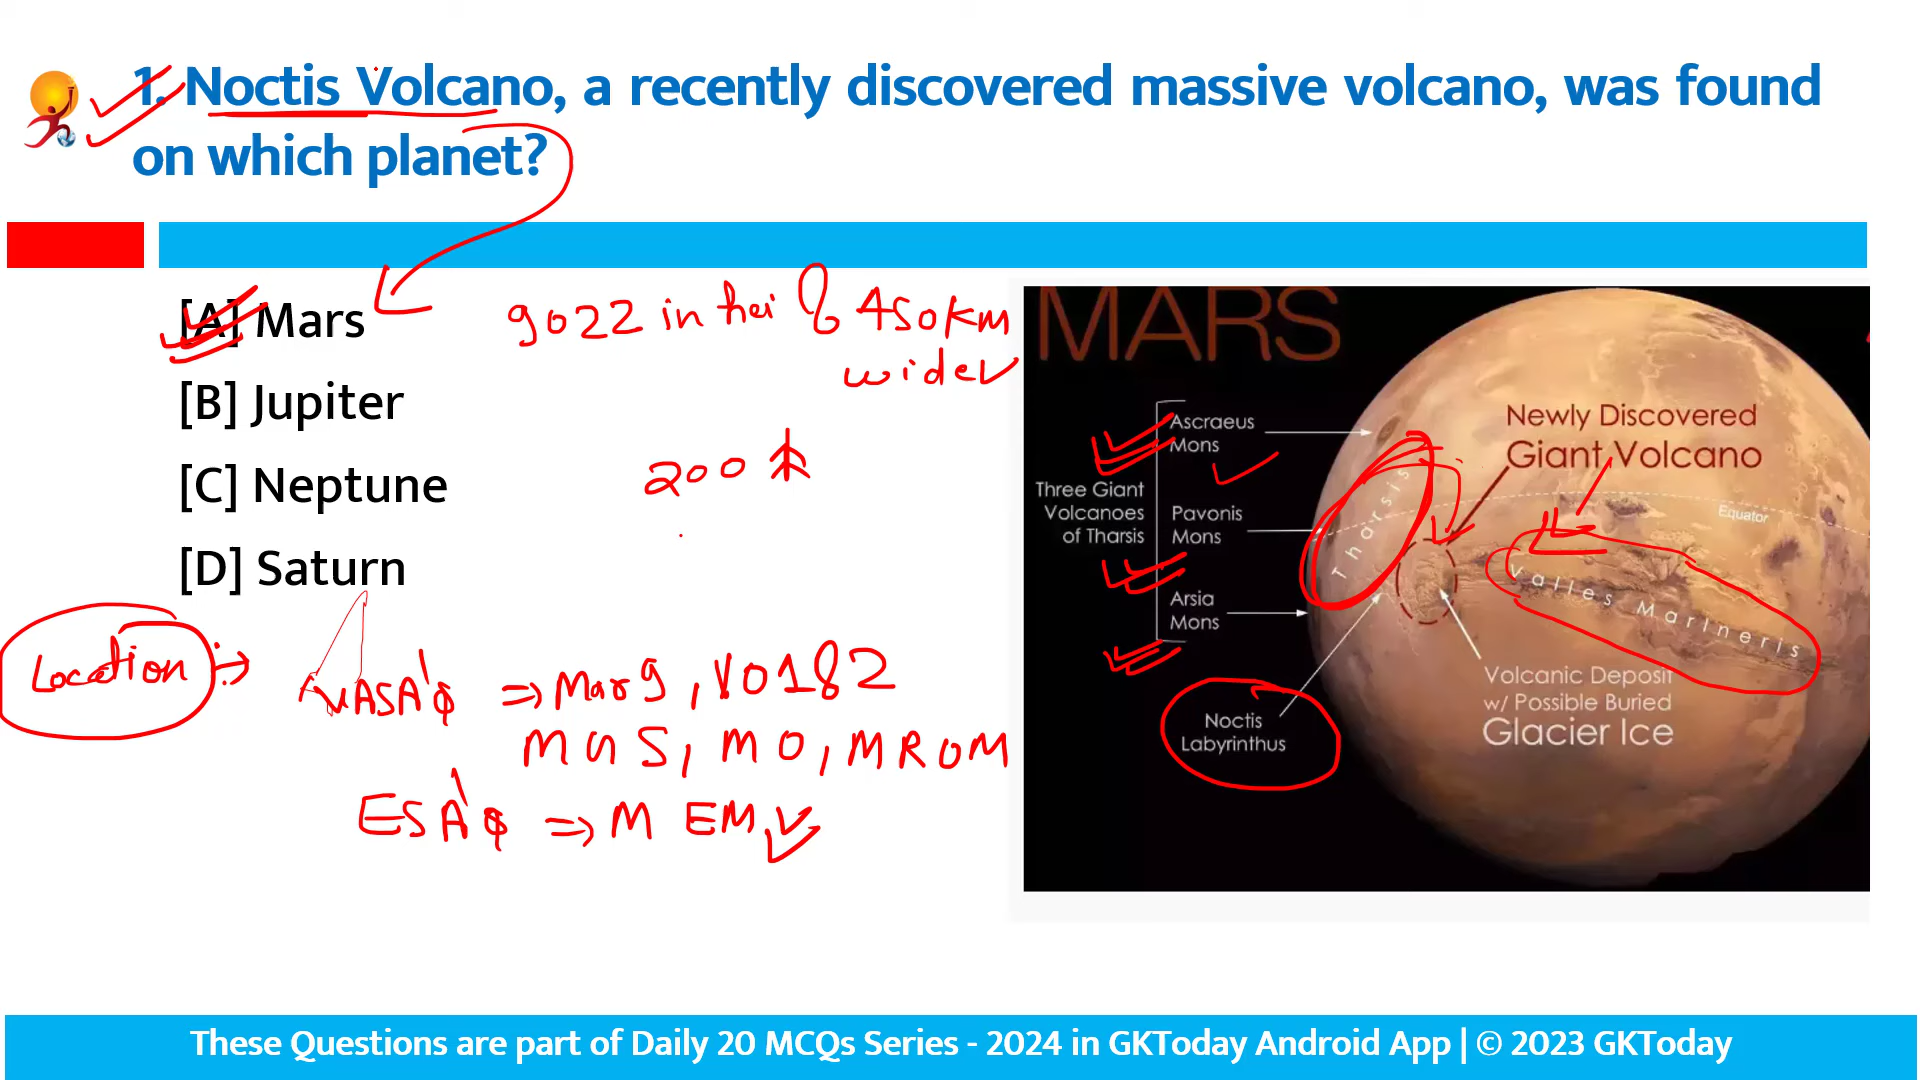 1. Noctis Volcano, a recently discovered massive volcano, was found
on which planet?
[A] Mars
[B] Jupiter
[C] Neptune
[D] Saturn
9022 in hei & 450km
wider
200
Location
NASA's => Mar 9, VO1&2
MGS, MO, MROM
ESA's => M EM
MARS
Ascraeus
Mons
Three Giant
Volcanoes
of Tharsis
Pavonis
Mons
Arsia
Mons
Noctis
Labyrinthus
Tharsis
Newly Discovered
Giant Volcano
Equator
Valles Marineris
Volcanic Deposit
w/ Possible Buried
Glacier Ice
These Questions are part of Daily 20 MCQs Series - 2024 in GKToday Android App | © 2023 GKToday